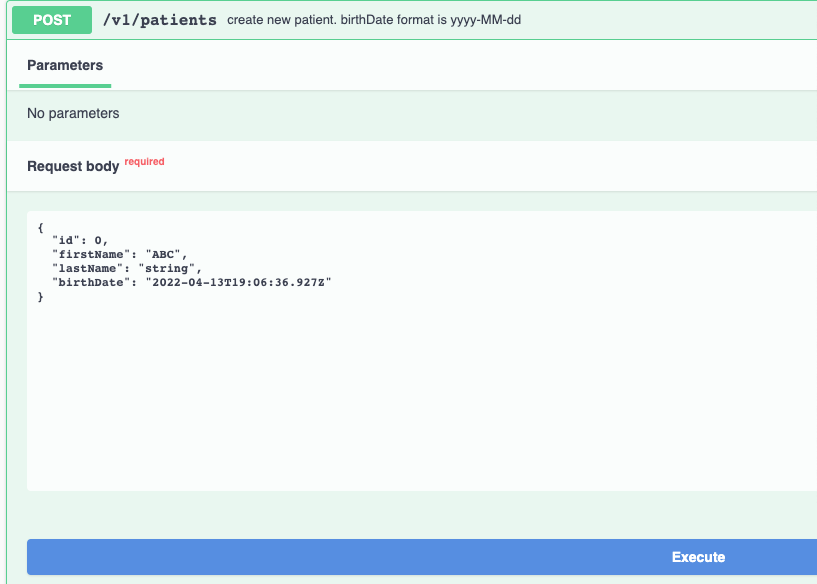 POST /v1/patients create new patient. birthDate format is yyyy-MM-dd
Parameters
No parameters
Request body required
{
  "id": 0,
  "firstName": "ABC",
  "lastName": "string",
  "birthDate": "2022-04-13T19:06:36.927Z"
}
Execute